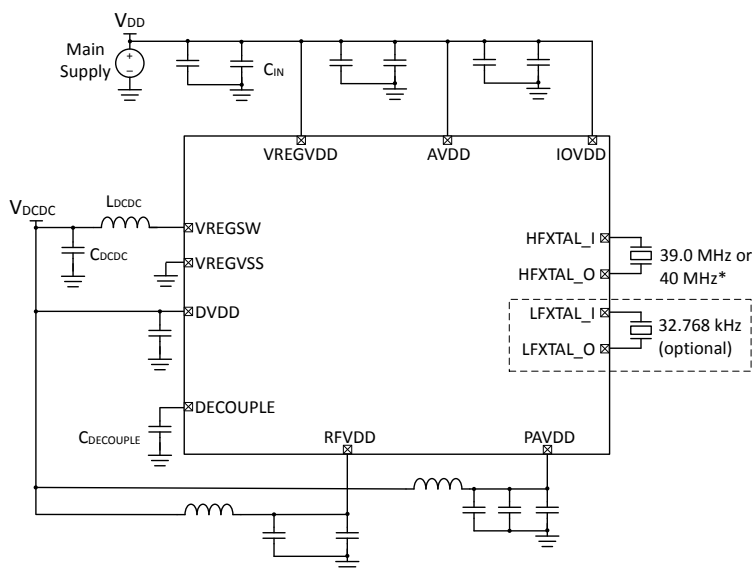 VDD
Main
Supply
+
−
CIN
VREGVDD
AVDD
IOVDD
VDCDC
LDCDC
CDCDC
VREGSW
VREGVSS
DVDD
DECOUPLE
CDECOUPLE
HFXTAL_I
HFXTAL_O
39.0 MHz or
40 MHz*
LFXTAL_I
LFXTAL_O
32.768 kHz
(optional)
RFVDD
PAVDD